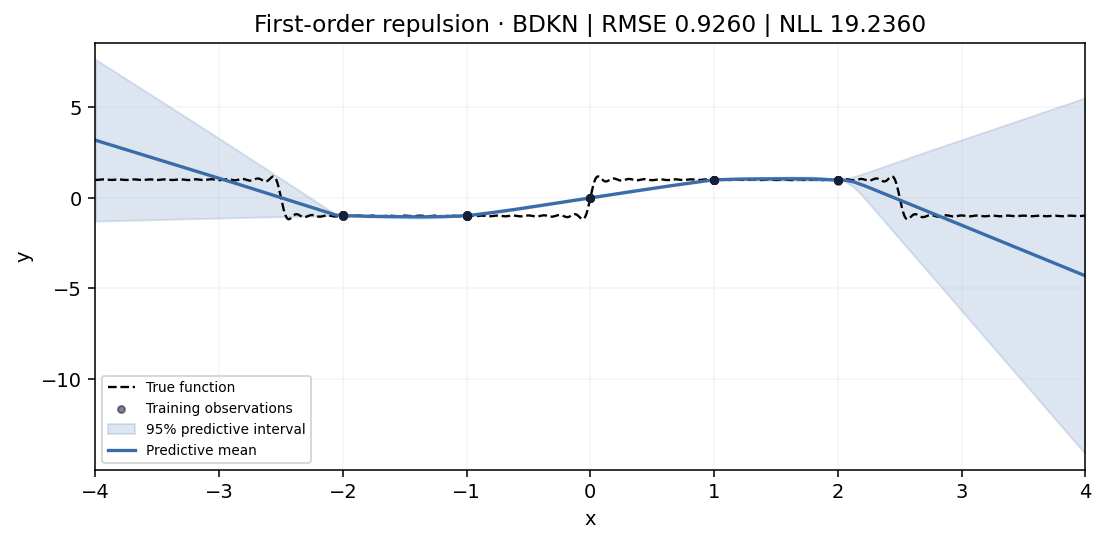 First-order repulsion · BDKN | RMSE 0.9260 | NLL 19.2360
5
0
−5
−10
y
True function
Training observations
95% predictive interval
Predictive mean
−4
−3
−2
−1
0
1
2
3
4
x